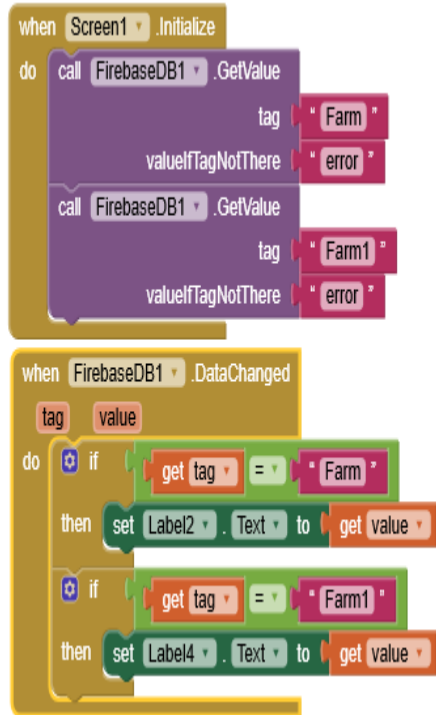 when Screen1 .Initialize
do call FirebaseDB1 .GetValue
tag " Farm "
valueIfTagNotThere " error "
call FirebaseDB1 .GetValue
tag " Farm1 "
valueIfTagNotThere " error "
when FirebaseDB1 .DataChanged
tag value
do if get tag = " Farm "
then set Label2 . Text to get value
if get tag = " Farm1 "
then set Label4 . Text to get value